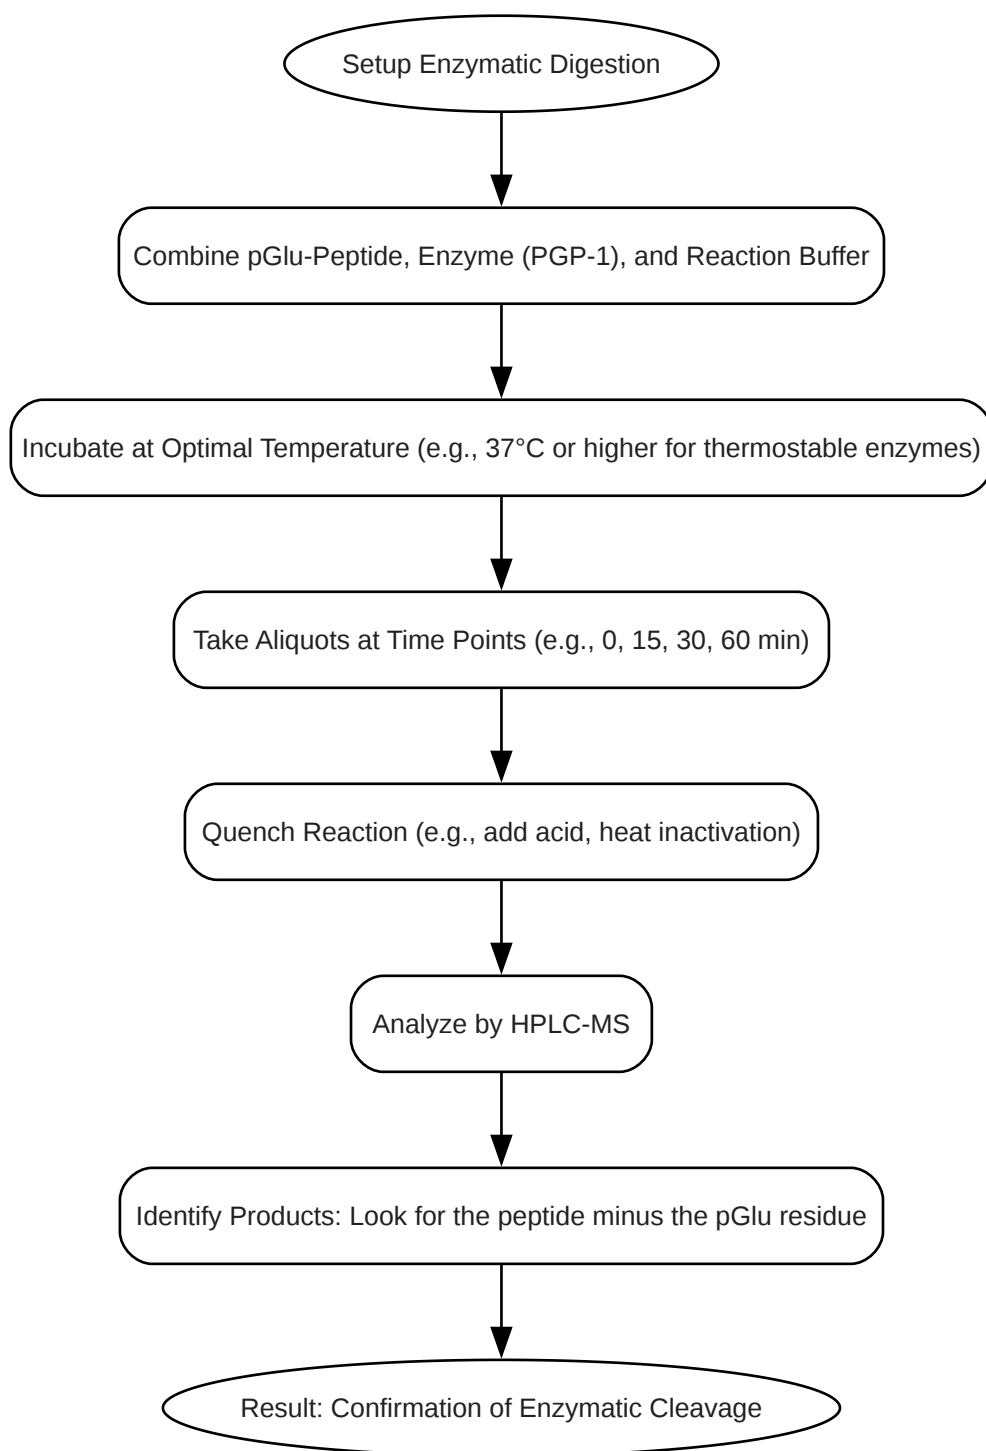 Setup Enzymatic Digestion
Combine pGlu-Peptide, Enzyme (PGP-1), and Reaction Buffer
Incubate at Optimal Temperature (e.g., 37°C or higher for thermostable enzymes)
Take Aliquots at Time Points (e.g., 0, 15, 30, 60 min)
Quench Reaction (e.g., add acid, heat inactivation)
Analyze by HPLC-MS
Identify Products: Look for the peptide minus the pGlu residue
Result: Confirmation of Enzymatic Cleavage